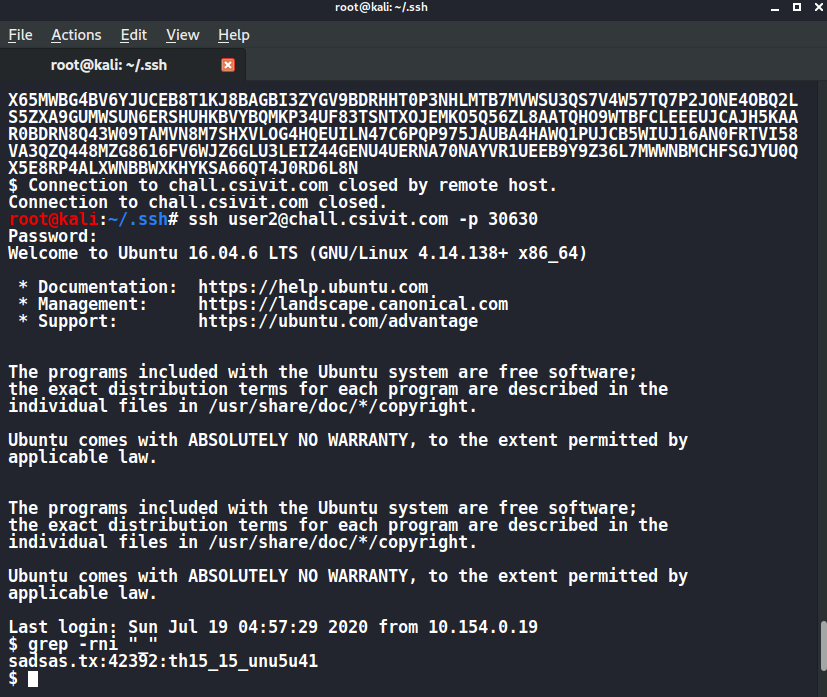 root@kali: ~/.ssh
File Actions Edit View Help
root@kali: ~/.ssh
X65MWBG4BV6YJUCEB8T1KJ8BAGBI3ZYGV9BDRHHT0P3NHLMTB7MVWSU3QS7V4W57TQ7P2JONE4OBQ2L
S5ZXA9GUMWSUN6ERSHUHKBVYBQMKP34UF83TSNTXOJEMKO5Q56ZL8AATQHO9WTBFCLEEEUJCAJH5KAA
R0BDRN8Q43W09TAMVN8M7SHXVLOG4HQEUILN47C6PQP975JAUBA4HAWQ1PUJCB5WIUJ16AN0FRTVI58
VA3QZQ448MZG8616FV6WJZ6GLU3LEIZ44GENU4UERNA70NAYVR1UEEB9Y9Z36L7MWWNBMCHFSGJYU0Q
X5E8RP4ALXWNBBWXKHYKSA66QT4J0RD6L8N
$ Connection to chall.csivit.com closed by remote host.
Connection to chall.csivit.com closed.
root@kali:~/.ssh# ssh user2@chall.csivit.com -p 30630
Password:
Welcome to Ubuntu 16.04.6 LTS (GNU/Linux 4.14.138+ x86_64)
* Documentation:  https://help.ubuntu.com
* Management:     https://landscape.canonical.com
* Support:        https://ubuntu.com/advantage
The programs included with the Ubuntu system are free software;
the exact distribution terms for each program are described in the
individual files in /usr/share/doc/*/copyright.
Ubuntu comes with ABSOLUTELY NO WARRANTY, to the extent permitted by
applicable law.
The programs included with the Ubuntu system are free software;
the exact distribution terms for each program are described in the
individual files in /usr/share/doc/*/copyright.
Ubuntu comes with ABSOLUTELY NO WARRANTY, to the extent permitted by
applicable law.
Last login: Sun Jul 19 04:57:29 2020 from 10.154.0.19
$ grep -rni "_"
sadsas.tx:42392:th15_15_unu5u41
$